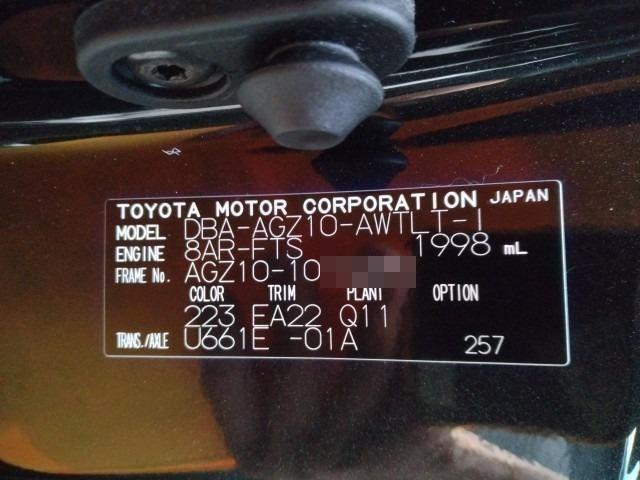 TOYOTA MOTOR CORPORATION JAPAN
MODEL DBA-AGZ10-AWTLT-1
ENGINE 8AR-FTS 1998 mL
FRAME No. AGZ10-10
COLOR TRIM PLANT OPTION
223 EA22 Q11
TRANS./AXLE U661E -01A 257